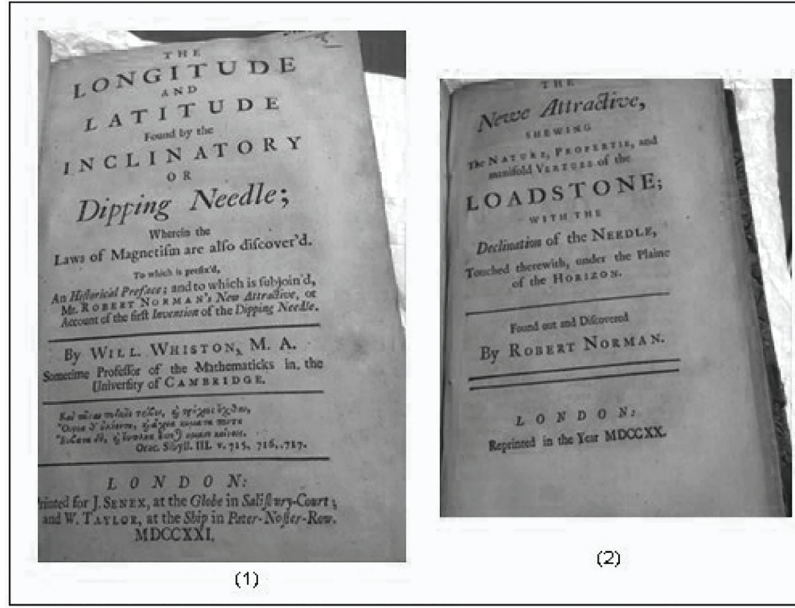 THE
LONGITUDE
AND
LATITUDE
Found by the
INCLINATORY
OR
Dipping Needle;
Wherein the
Laws of Magnetiſm are alſo diſcover'd.
To which is prefix'd,
An Historical Preface; and to which is ſubjoin'd,
Mr. ROBERT NORMAN'S New Attractive, or
Account of the firſt Invention of the Dipping Needle.
By WILL. WHISTON, M. A.
Sometime Profeſſor of the Mathematicks in the
Univerſity of CAMBRIDGE.
Orac. Sibyll. III. v. 715, 716, 717.
LONDON:
Printed for J. SENEX, at the Globe in Saliſbury-Court;
and W. TAYLOR, at the Ship in Pater-Noſter-Row.
MDCCXXI.
(1)
THE
Newe Attractive,
SHEWING
The NATURE, PROPERTIE, and
manifold VERTUES of the
LOADSTONE;
WITH THE
Declination of the NEEDLE,
Touched therewith, under the Plaine
of the HORIZON.
Found out and Diſcovered
By ROBERT NORMAN.
LONDON:
Reprinted in the Year MDCCXX.
(2)